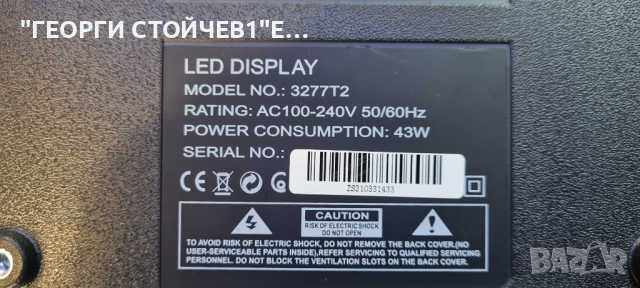 "ГЕОРГИ СТОЙЧЕВ1"Е...
LED DISPLAY
MODEL NO.: 3277T2
RATING: AC100-240V 50/60Hz
POWER CONSUMPTION: 43W
SERIAL NO.:
ZS210331433
CE
CAUTION
RISK OF ELECTRIC SHOCK
DO NOT OPEN
TO AVOID RISK OF ELECTRIC SHOCK, DO NOT REMOVE THE BACK COVER.(NO
USER-SERVICEABLE PARTS INSIDE),REFER SERVICING TO QUALIFIED SERVICING
PERSONNEL. DO NOT BLOCK THE VENTILATION SLOTS ON THE BACK COVER.
BAZAR